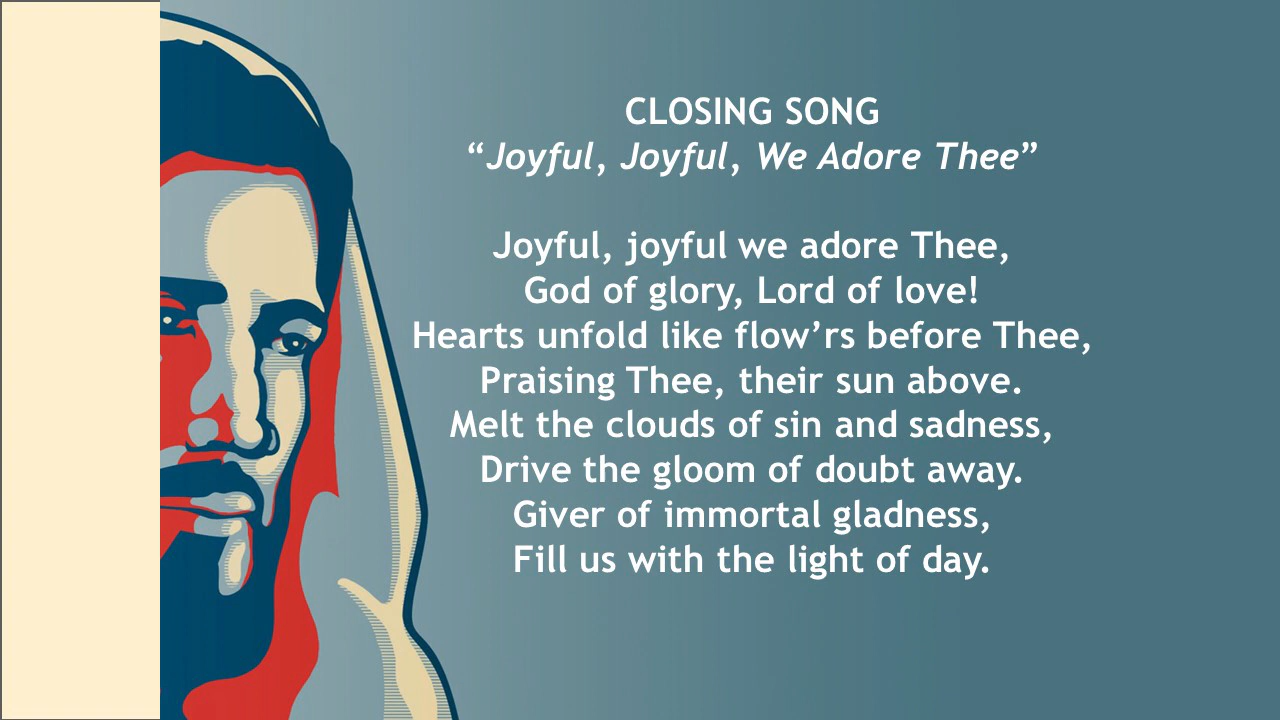 CLOSING SONG
“Joyful, Joyful, We Adore Thee”
Joyful, joyful we adore Thee,
God of glory, Lord of love!
Hearts unfold like flow’rs before Thee,
Praising Thee, their sun above.
Melt the clouds of sin and sadness,
Drive the gloom of doubt away.
Giver of immortal gladness,
Fill us with the light of day.